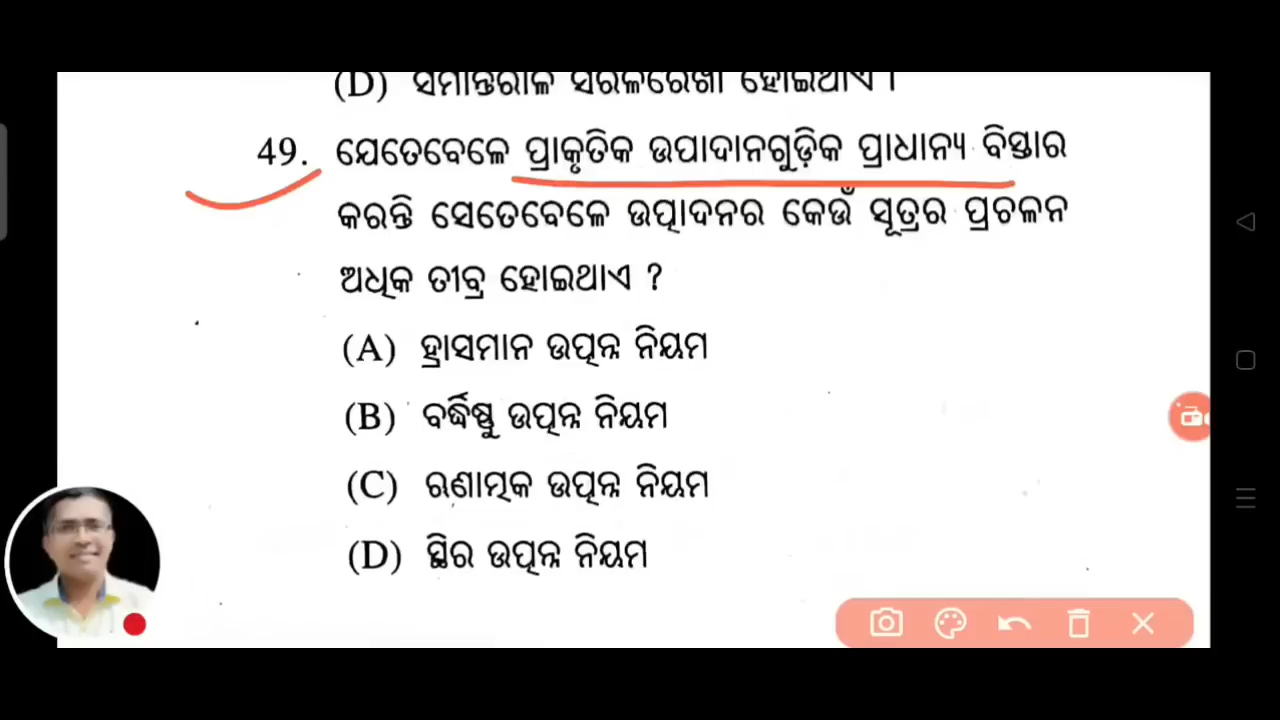 (D) ସମାନ୍ତରାଳ ସରଳରେଖା ହୋଇଥାଏ ।
49. ଯେତେବେଳେ ପ୍ରାକୃତିକ ଉପାଦାନଗୁଡ଼ିକ ପ୍ରାଧାନ୍ୟ ବିସ୍ତାର
କରନ୍ତି ସେତେବେଳେ ଉତ୍ପାଦନର କେଉଁ ସୂତ୍ରର ପ୍ରଚଳନ
ଅଧିକ ତୀବ୍ର ହୋଇଥାଏ ?
(A) ହ୍ରାସମାନ ଉତ୍ପନ୍ନ ନିୟମ
(B) ବର୍ଦ୍ଧିଷ୍ଣୁ ଉତ୍ପନ୍ନ ନିୟମ
(C) ଋଣାତ୍ମକ ଉତ୍ପନ୍ନ ନିୟମ
(D) ସ୍ଥିର ଉତ୍ପନ୍ନ ନିୟମ